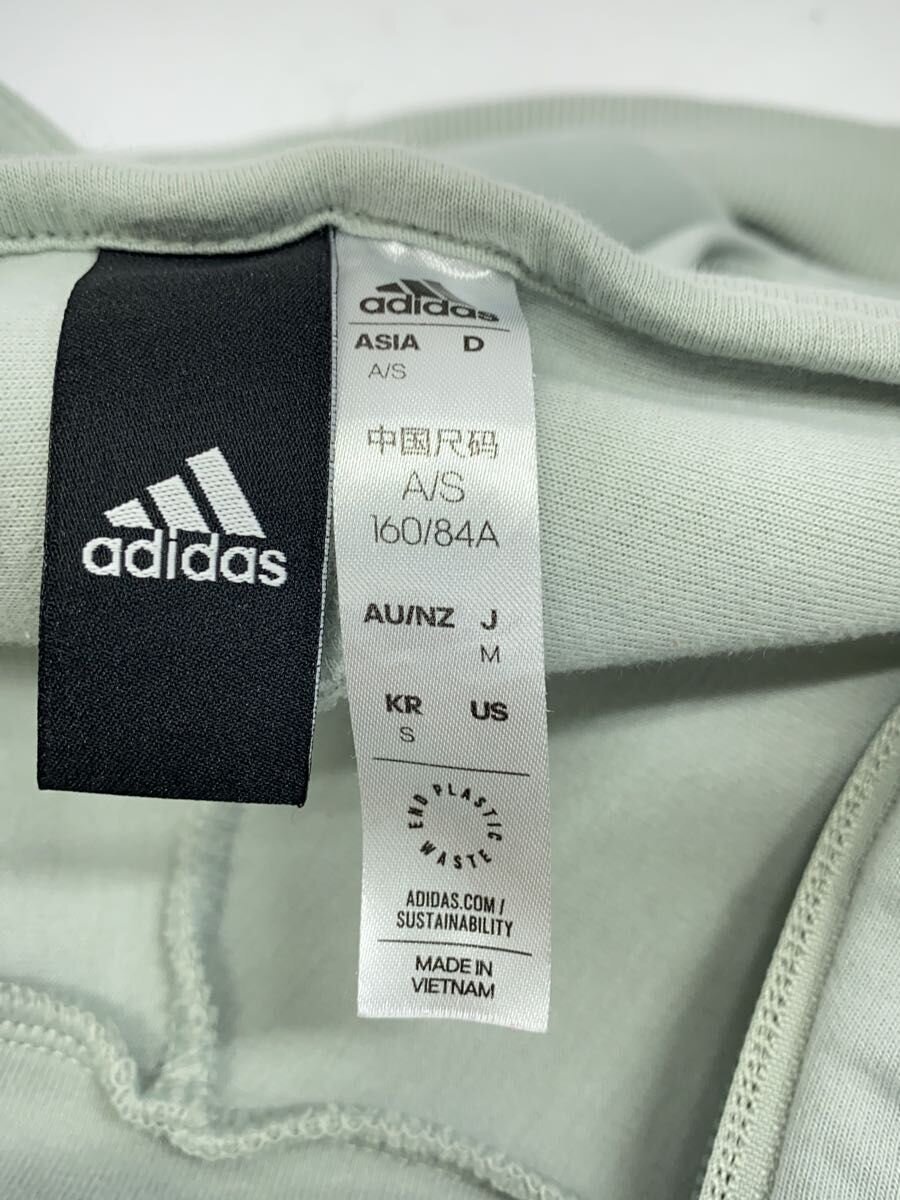 adidas
adidas
ASIA D
A/S
中国尺码
A/S
160/84A
AU/NZ J
M
KR US
S
END PLASTIC WASTE
ADIDAS.COM/
SUSTAINABILITY
MADE IN
VIETNAM